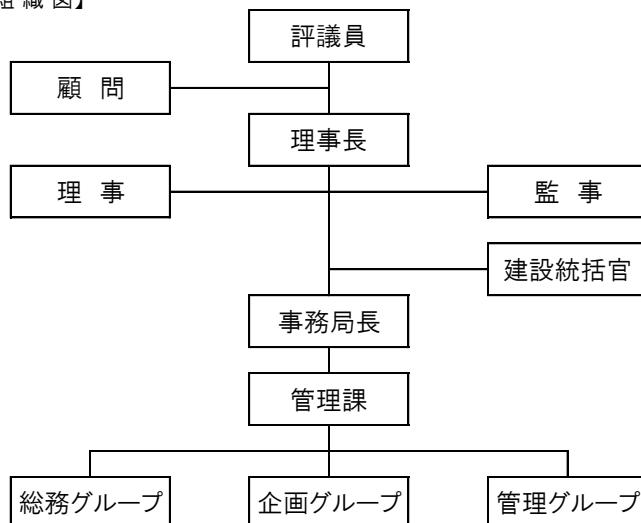 組 織 図】
評議員
顧 問
理事長
理 事
監 事
建設統括官
事務局長
管理課
総務グループ
企画グループ
管理グループ